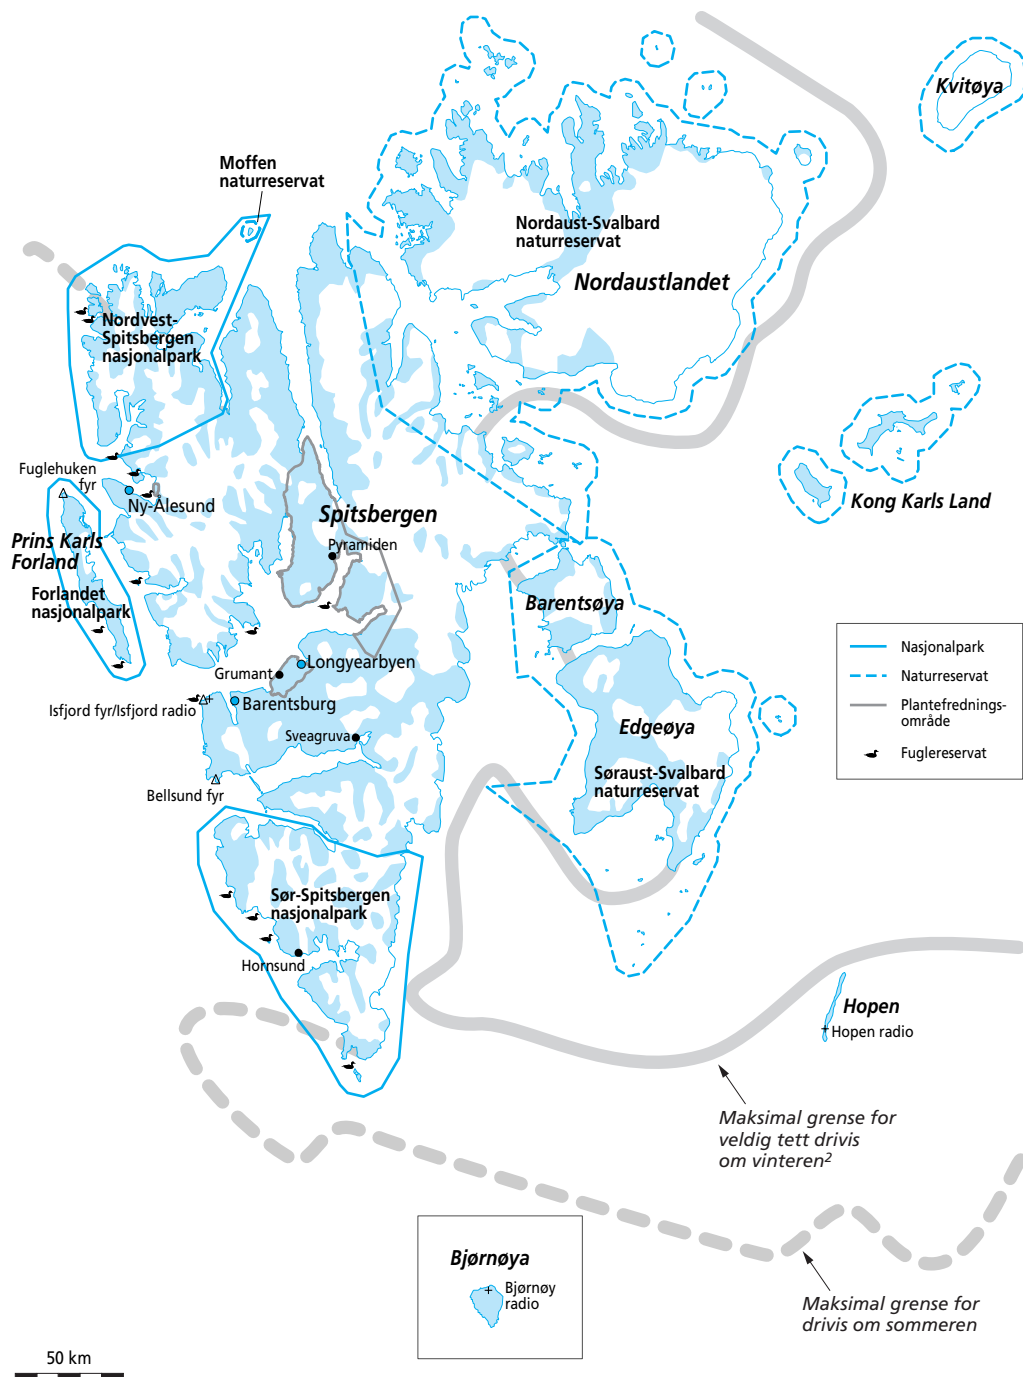 Kvitøya
Moffen
naturreservat
Nordaust-Svalbard
naturreservat
Nordaustlandet
Nordvest-
Spitsbergen
nasjonalpark
Fuglehuken
fyr
Ny-Ålesund
Spitsbergen
Kong Karls Land
Prins Karls
Forland
Pyramiden
Forlandet
nasjonalpark
Barentsøya
Longyearbyen
Grumant
Isfjord fyr/Isfjord radio
Barentsburg
Sveagruva
Edgeøya
Bellsund fyr
Søraust-Svalbard
naturreservat
Nasjonalpark
Naturreservat
Plantefrednings-
område
Fuglereservat
Sør-Spitsbergen
nasjonalpark
Hornsund
Hopen
Hopen radio
Maksimal grense for
veldig tett drivis
om vinteren2
Bjørnøya
Bjørnøy
radio
Maksimal grense for
drivis om sommeren
50 km